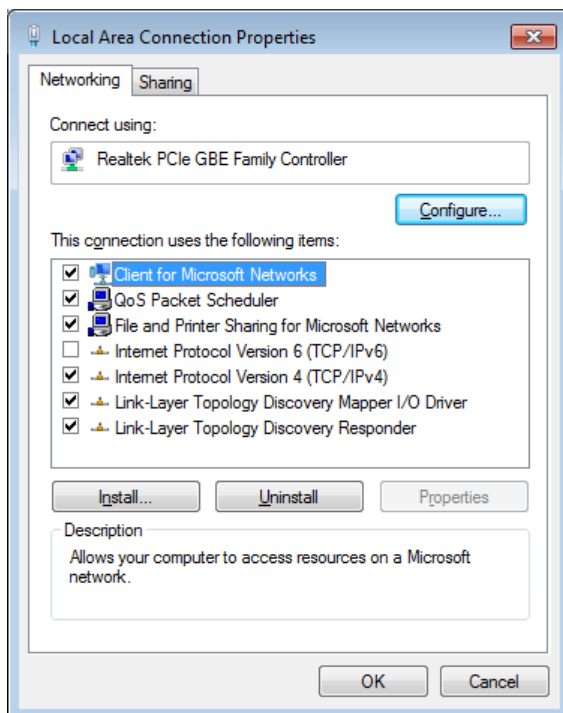 Local Area Connection Properties
Networking
Sharing
Connect using:
Realtek PCIe GBE Family Controller
Configure...
This connection uses the following items:
Client for Microsoft Networks
QoS Packet Scheduler
File and Printer Sharing for Microsoft Networks
Internet Protocol Version 6 (TCP/IPv6)
Internet Protocol Version 4 (TCP/IPv4)
Link-Layer Topology Discovery Mapper I/O Driver
Link-Layer Topology Discovery Responder
Install... Uninstall Properties
Description
Allows your computer to access resources on a Microsoft
network.
OK Cancel